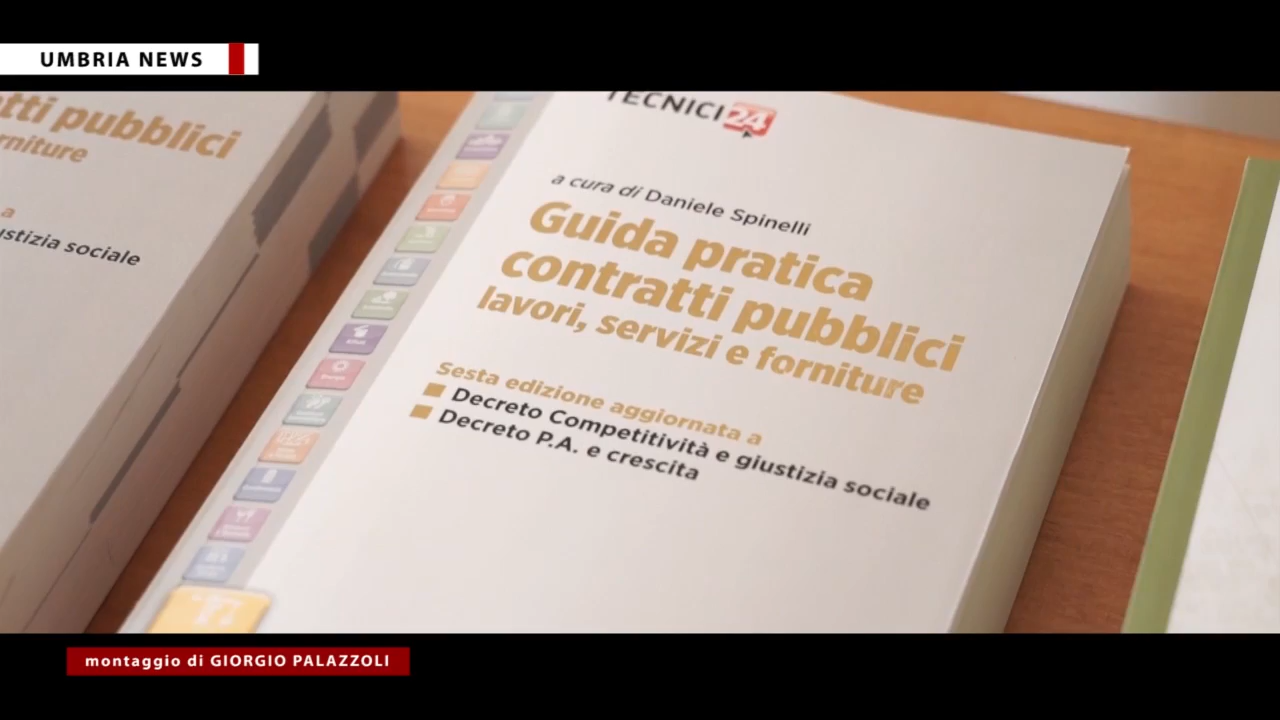 UMBRIA NEWS
tti pubblici
rniture
a
stizia sociale
TECNICI24
a cura di Daniele Spinelli
Guida pratica
contratti pubblici
lavori, servizi e forniture
Sesta edizione aggiornata a
Decreto Competitività e giustizia sociale
Decreto P.A. e crescita
montaggio di GIORGIO PALAZZOLI